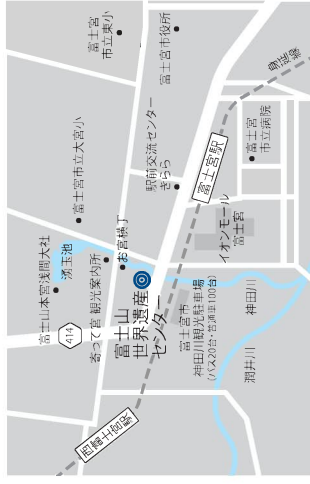 富士宮
市立東小
富士宮市役所
身延線
富士宮市立大宮小
駅前交流センター
きらら
富士宮駅
富士宮
市立病院
富士山本宮浅間大社
湧玉池
お宮横丁
イオンモール
富士宮
414
寄って宮 観光案内所
富士山
世界遺産
センター
富士宮市
神田川観光駐車場
(バス20台・普通車100台)
神田川
潤井川
西富士宮駅